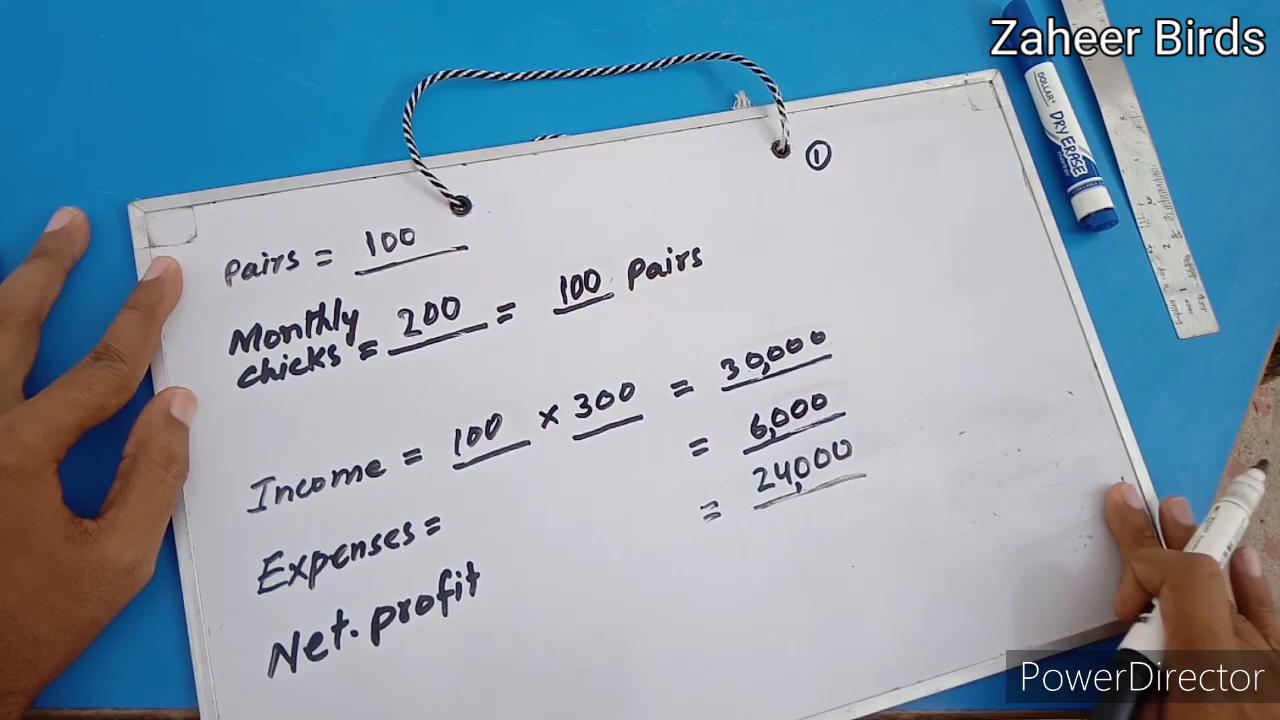 Zaheer Birds
DOLLAR
DRY ERASE
marker
①
Pairs = 100
Monthly
chicks = 200 = 100 Pairs
Income = 100 × 300 = 30,000
Expenses = = 6,000
Net. profit = 24,000
PowerDirector